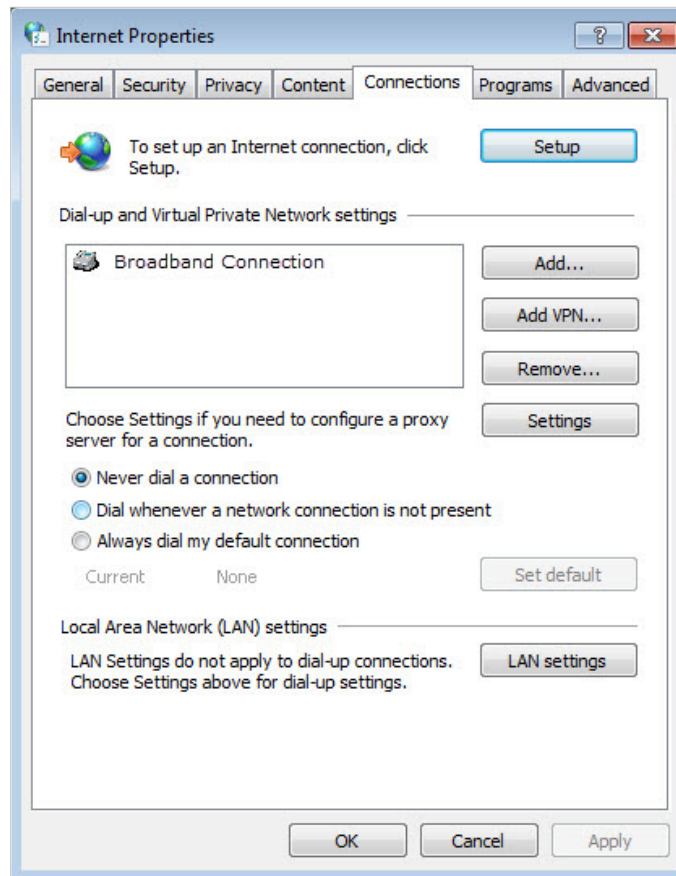 Internet Properties
General Security Privacy Content Connections Programs Advanced
To set up an Internet connection, click
Setup.
Setup
Dial-up and Virtual Private Network settings
Broadband Connection
Add...
Add VPN...
Remove...
Choose Settings if you need to configure a proxy
server for a connection.
Settings
Never dial a connection
Dial whenever a network connection is not present
Always dial my default connection
Current None
Set default
Local Area Network (LAN) settings
LAN Settings do not apply to dial-up connections.
Choose Settings above for dial-up settings.
LAN settings
OK Cancel Apply